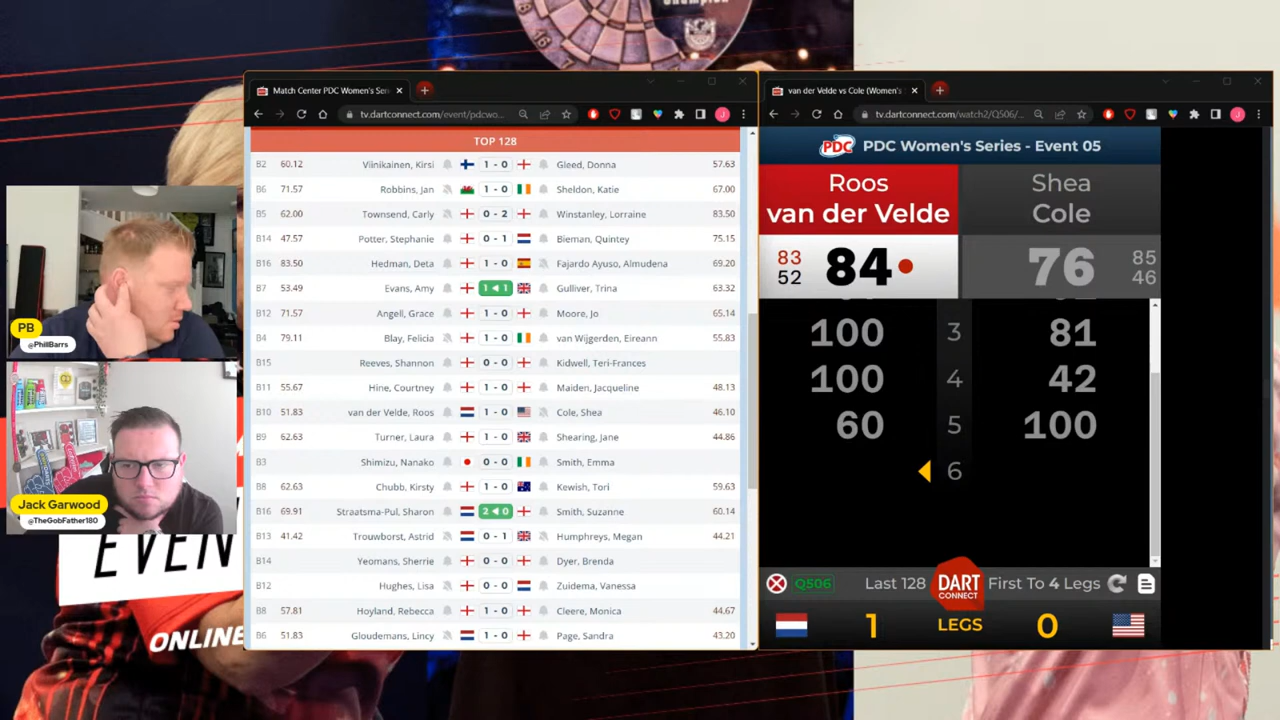 16
Champion
PB
@PhillBarrs
Jack Garwood
@TheGobFather180
EVEN
ONLINE
Match Center PDC Women's Seri
tv.dartconnect.com/event/pdcwo...
J
TOP 128
B2 60.12 Viinikainen, Kirsi 1 - 0 Gleed, Donna 57.63
B6 71.57 Robbins, Jan 1 - 0 Sheldon, Katie 67.00
B5 62.00 Townsend, Carly 0 - 2 Winstanley, Lorraine 83.50
B14 47.57 Potter, Stephanie 0 - 1 Bieman, Quintey 75.15
B16 83.50 Hedman, Deta 1 - 0 Fajardo Ayuso, Almudena 69.20
B7 53.49 Evans, Amy 1 1 Gulliver, Trina 63.32
B12 71.57 Angell, Grace 1 - 0 Moore, Jo 65.14
B4 79.11 Blay, Felicia 1 - 0 van Wijgerden, Eireann 55.83
B15 Reeves, Shannon 0 - 0 Kidwell, Teri-Frances
B11 55.67 Hine, Courtney 1 - 0 Maiden, Jacqueline 48.13
B10 51.83 van der Velde, Roos 1 - 0 Cole, Shea 46.10
B9 62.63 Turner, Laura 1 - 0 Shearing, Jane 44.86
B3 Shimizu, Nanako 0 - 0 Smith, Emma
B8 62.63 Chubb, Kirsty 1 - 0 Kewish, Tori 59.63
B16 69.91 Straatsma-Pul, Sharon 2 0 Smith, Suzanne 60.14
B13 41.42 Trouwborst, Astrid 0 - 1 Humphreys, Megan 44.21
B14 Yeomans, Sherrie 0 - 0 Dyer, Brenda
B12 Hughes, Lisa 0 - 0 Zuidema, Vanessa
B8 57.81 Hoyland, Rebecca 1 - 0 Cleere, Monica 44.67
B6 51.83 Gloudemans, Lincy 1 - 0 Page, Sandra 43.20
van der Velde vs Cole (Women's
tv.dartconnect.com/watch2/Q506/...
J
PDC PDC Women's Series - Event 05
Roos
van der Velde
Shea
Cole
83
52
84
76
85
46
100 3 81
100 4 42
60 5 100
6
Q506 Last 128 DART CONNECT First To 4 Legs
1 LEGS 0